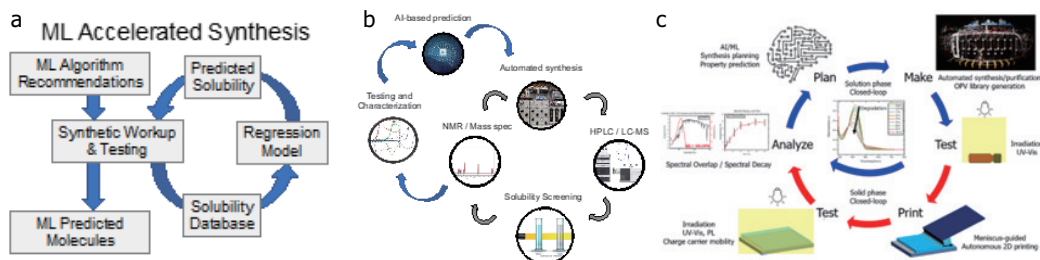 a
ML Accelerated Synthesis
ML Algorithm
Recommendations
Predicted
Solubility
Synthetic Workup
& Testing
Regression
Model
ML Predicted
Molecules
Solubility
Database
b
AI-based prediction
Automated synthesis
Testing and
Characterization
NMR / Mass spec
HPLC / LC-MS
Solubility Screening
c
AI/ML
Synthesis planning
Property prediction
Plan
Solution phase
Closed-loop
Make
Automated synthesis/purification
OPV library generation
Degradation
Analyze
Spectral Overlap / Spectral Decay
Test
Irradiation
UV-Vis
Solid phase
Closed-loop
Test
Print
Irradiation
UV-Vis, PL
Charge carrier mobility
Meniscus-guided
Autonomous 2D printing